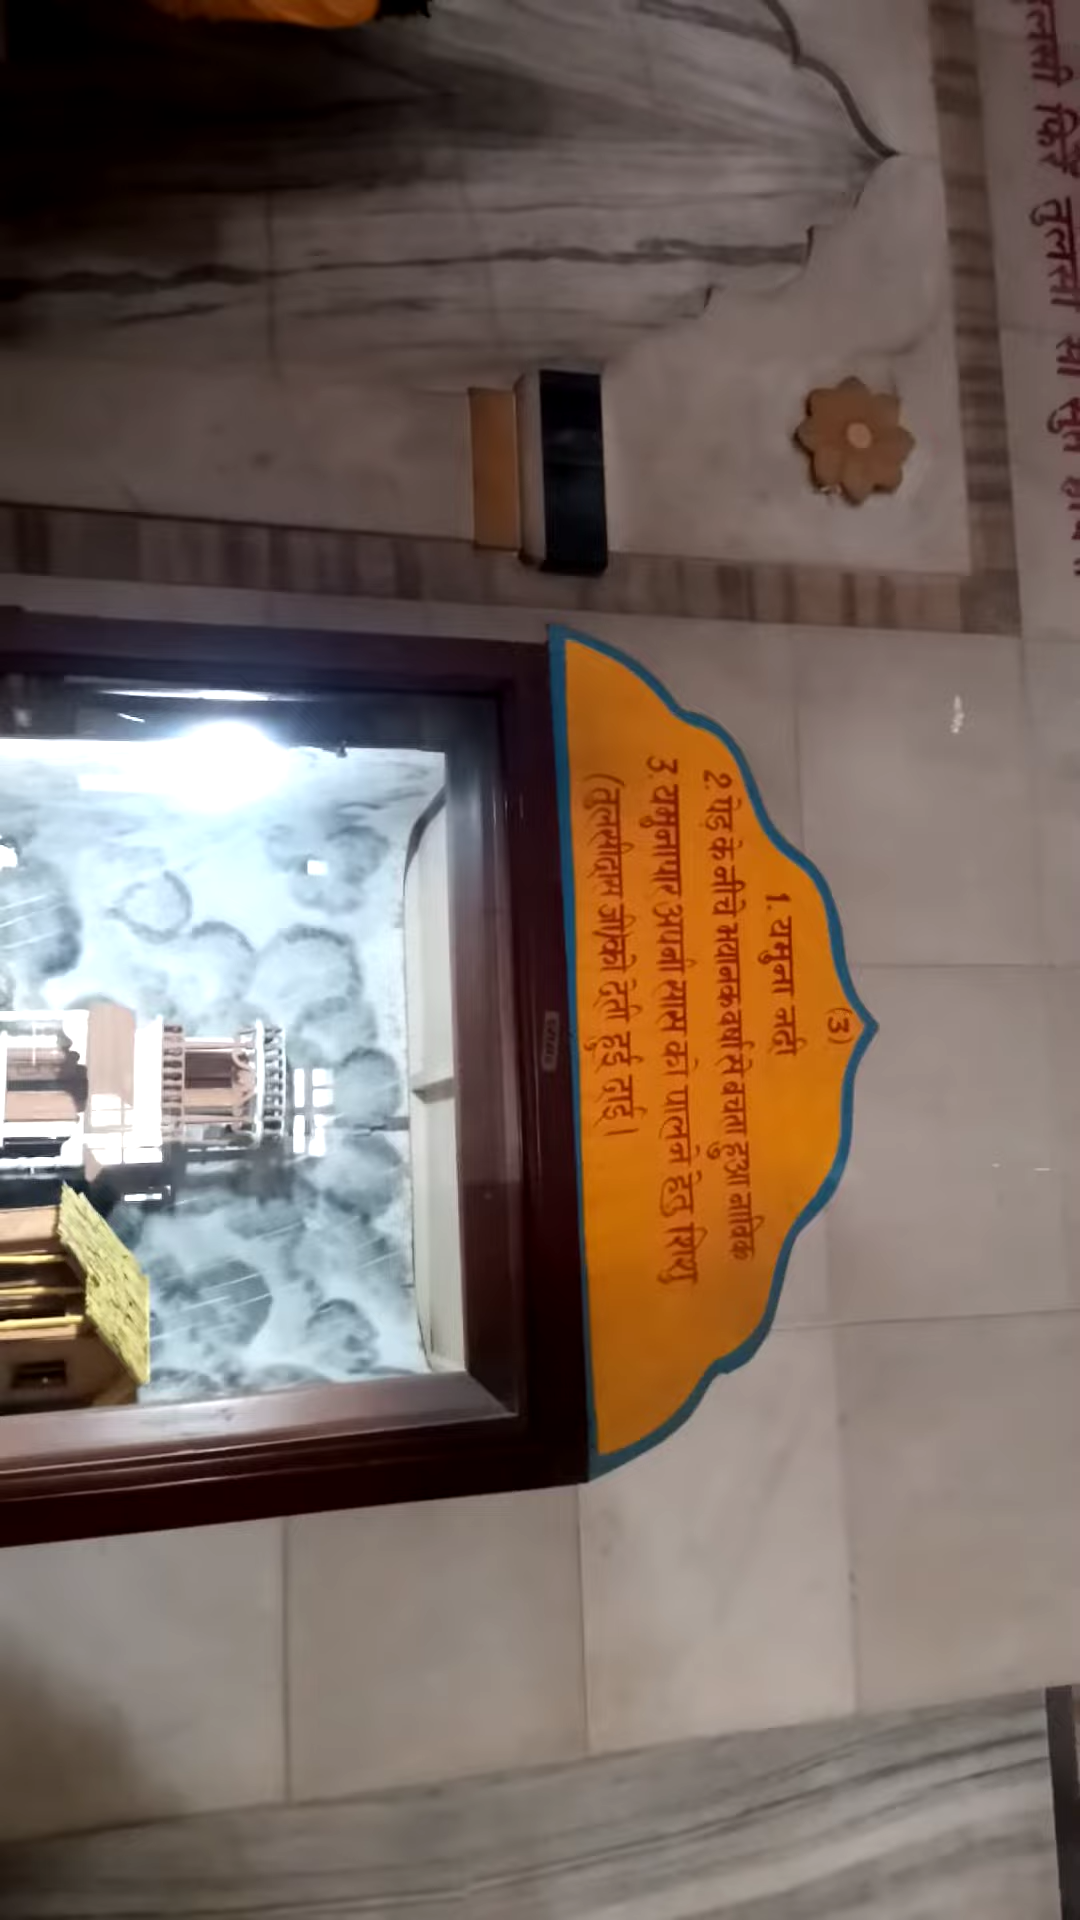 तुलसी फिरें तुलसी सो सुत होय
(3)
1. यमुना नदी
2. पेड़ के नीचे भयानक वर्षा से बचता हुआ नाविक
3. यमुनापार अपनी सास को पालने हेतु शिशु
(तुलसीदास जी)को देती हुई दाई।